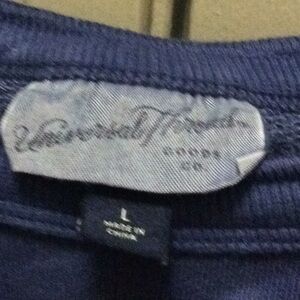 Universal Thread
GOODS
CO.
L
MADE IN
CHINA